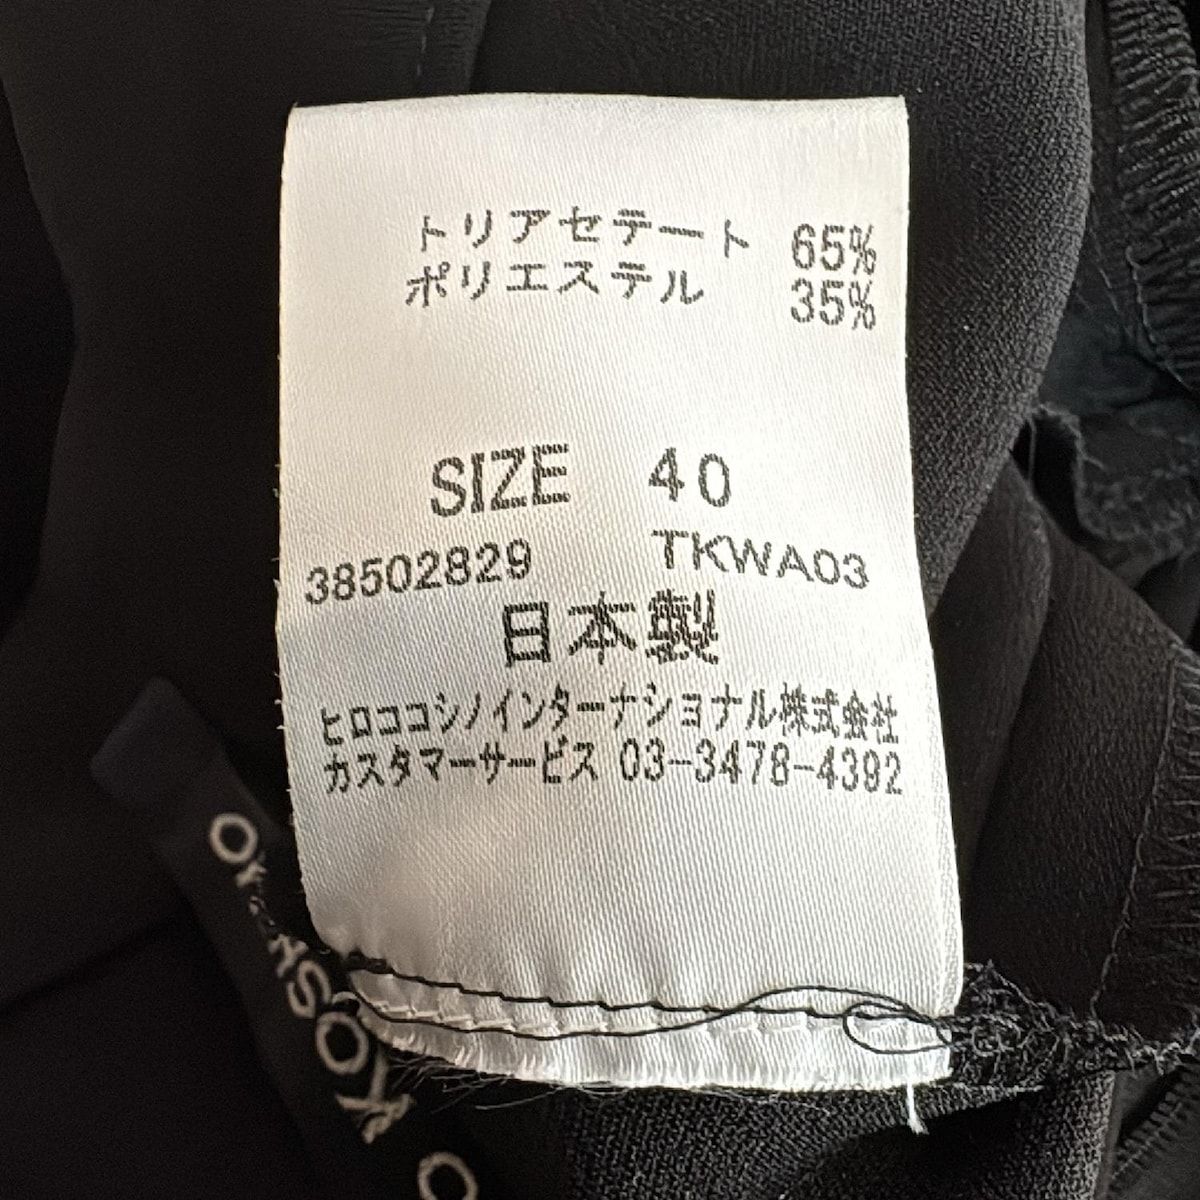 トリアセテート 65%
ポリエステル 35%
SIZE 40
38502829 TKWA03
日本製
ヒロココシノインターナショナル株式会社
カスタマーサービス 03-3478-4392